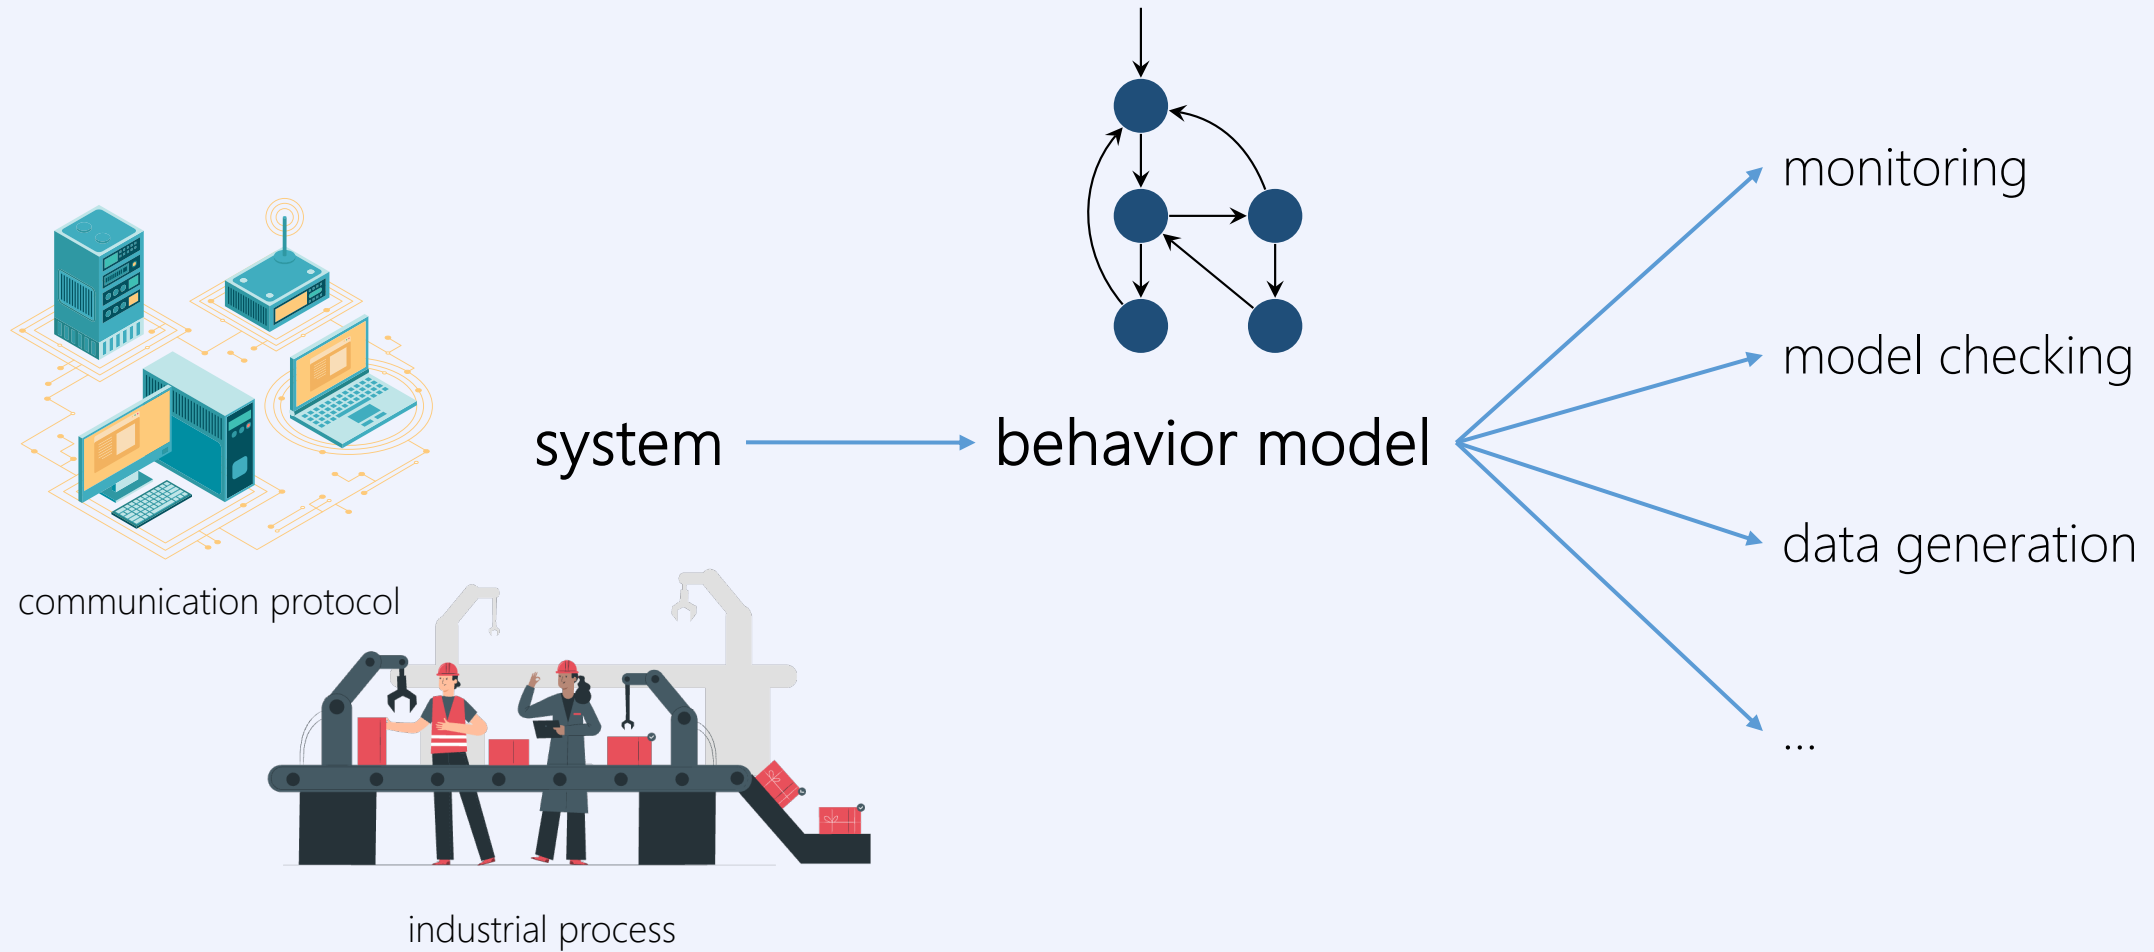 communication protocol
industrial process
system
behavior model
monitoring
model checking
data generation
...